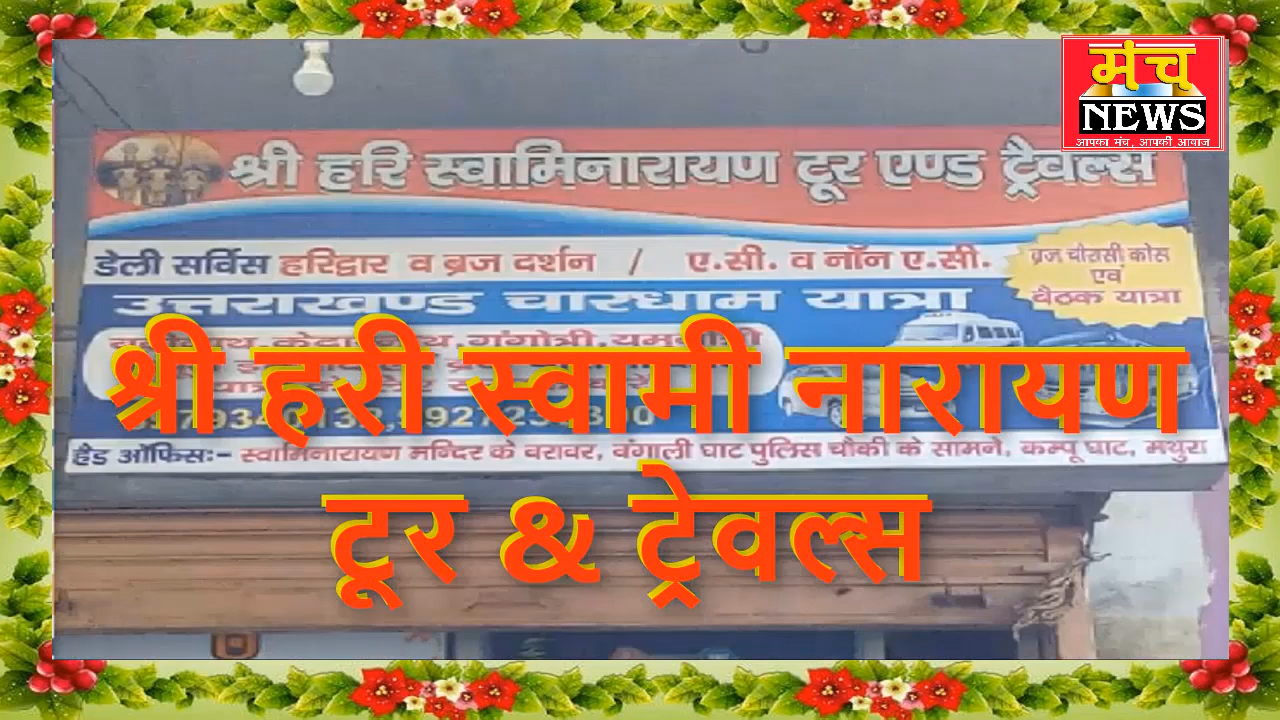 मंच
NEWS
आपका मंच, आपकी आवाज
श्री हरि स्वामिनारायण टूर एण्ड ट्रैवल्स
डेली सर्विस हरिद्वार व ब्रज दर्शन / ए.सी. व नॉन ए.सी.
ब्रज चौरासी कोस
एवं
बैठक यात्रा
उत्तराखण्ड चारधाम यात्रा
गंगोत्री
श्री हरी स्वामी नारायण
हैड ऑफिसः- स्वामिनारायण मन्दिर के बराबर, बंगाली घाट पुलिस चौकी के सामने, कम्पू घाट, मथुरा
टूर & ट्रेवल्स